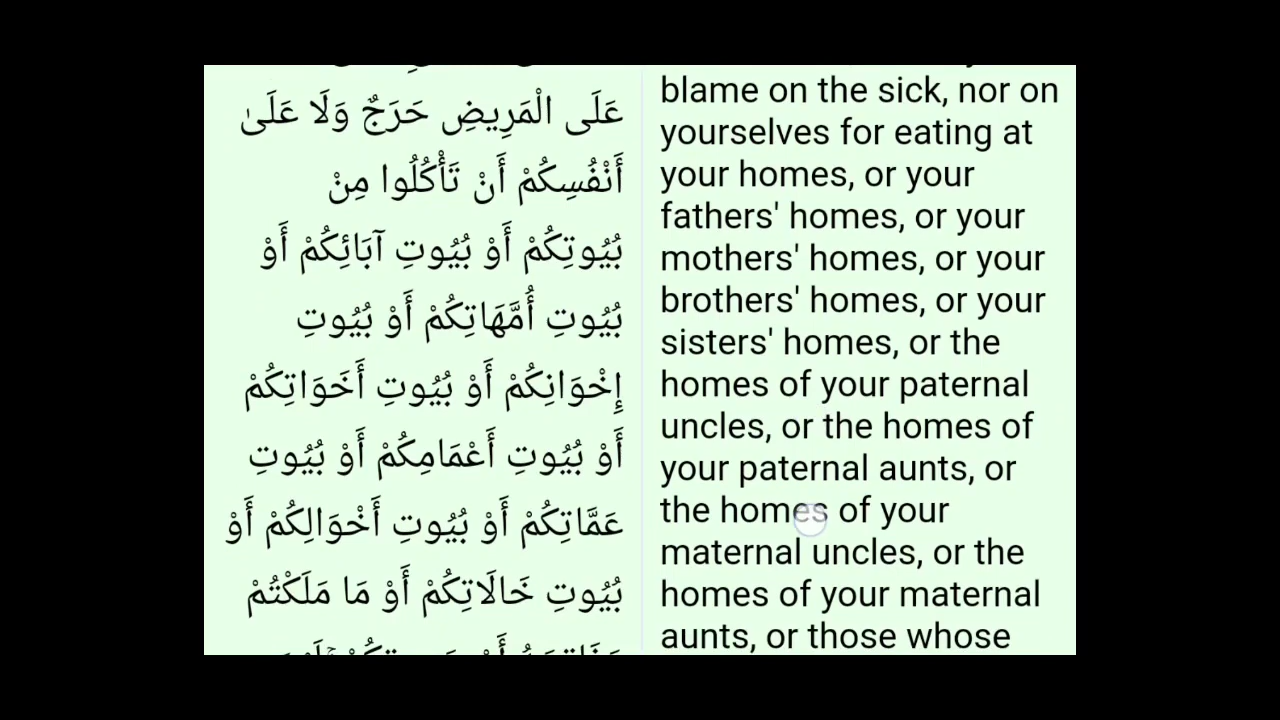 عَلَى الْمَرِيضِ حَرَجٌ وَلَا عَلَىٰ
أَنْفُسِكُمْ أَنْ تَأْكُلُوا مِنْ
بُيُوتِكُمْ أَوْ بُيُوتِ آبَائِكُمْ أَوْ
بُيُوتِ أُمَّهَاتِكُمْ أَوْ بُيُوتِ
إِخْوَانِكُمْ أَوْ بُيُوتِ أَخَوَاتِكُمْ
أَوْ بُيُوتِ أَعْمَامِكُمْ أَوْ بُيُوتِ
عَمَّاتِكُمْ أَوْ بُيُوتِ أَخْوَالِكُمْ أَوْ
بُيُوتِ خَالَاتِكُمْ أَوْ مَا مَلَكْتُمْ
blame on the sick, nor on
yourselves for eating at
your homes, or your
fathers' homes, or your
mothers' homes, or your
brothers' homes, or your
sisters' homes, or the
homes of your paternal
uncles, or the homes of
your paternal aunts, or
the homes of your
maternal uncles, or the
homes of your maternal
aunts, or those whose